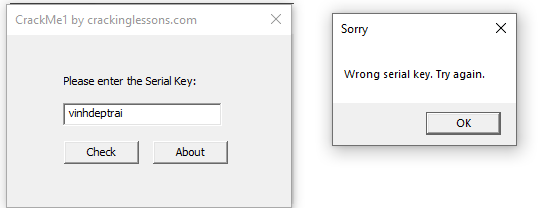 CrackMe1 by crackinglessons.com
Please enter the Serial Key:
vinhdeptrai
Check
About
Sorry
Wrong serial key. Try again.
OK